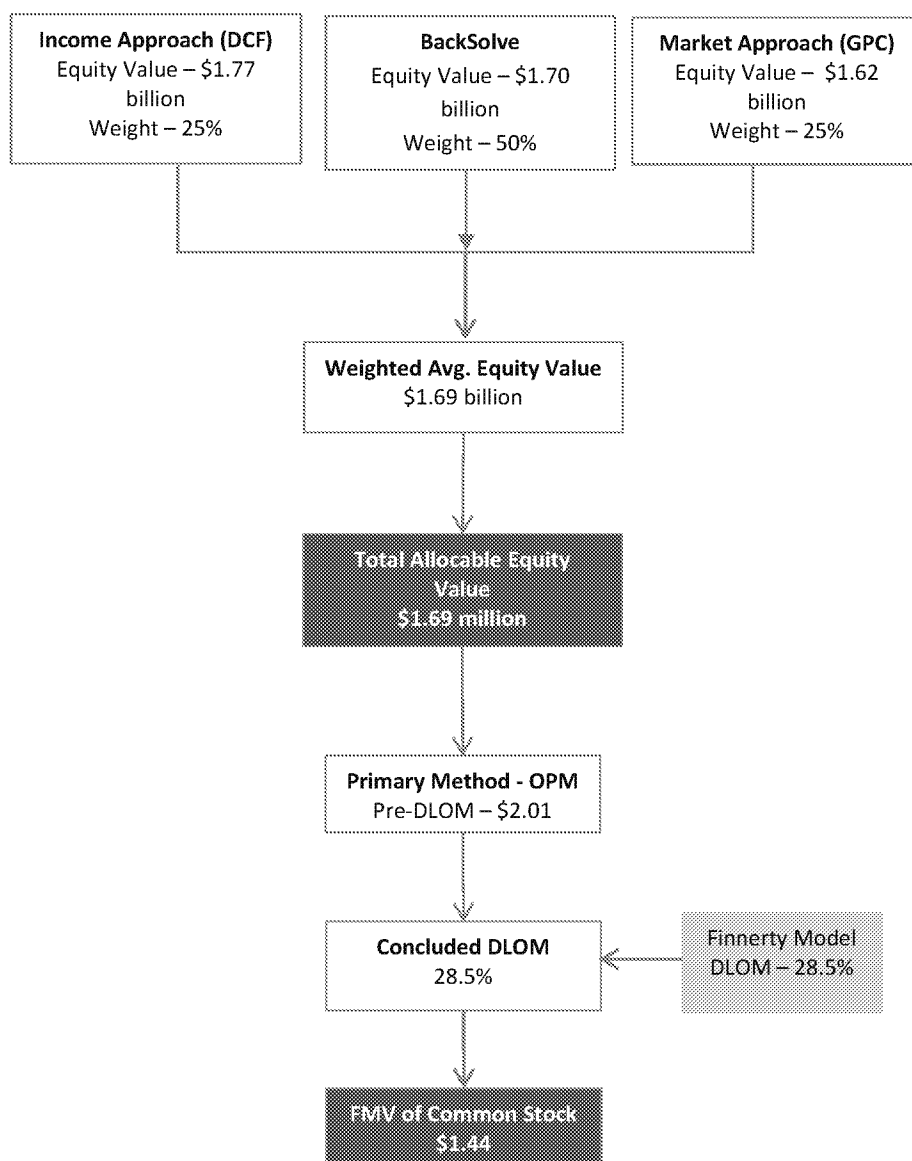 Income Approach (DCF)
Equity Value – $1.77
billion
Weight – 25%
BackSolve
Equity Value – $1.70
billion
Weight – 50%
Market Approach (GPC)
Equity Value –  $1.62
billion
Weight – 25%
Weighted Avg. Equity Value
$1.69 billion
Total Allocable Equity
Value
$1.69 million
Primary Method - OPM
Pre-DLOM – $2.01
Concluded DLOM
28.5%
Finnerty Model
DLOM – 28.5%
FMV of Common Stock
$1.44